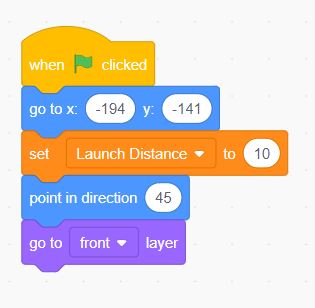 when clicked
go to x: -194 y: -141
set Launch Distance to 10
point in direction 45
go to front layer